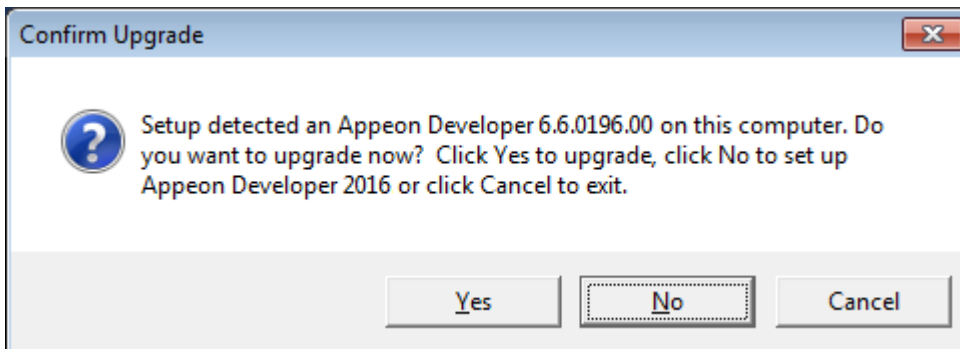 Confirm Upgrade
Setup detected an Appeon Developer 6.6.0196.00 on this computer. Do
you want to upgrade now?  Click Yes to upgrade, click No to set up
Appeon Developer 2016 or click Cancel to exit.
Yes No Cancel